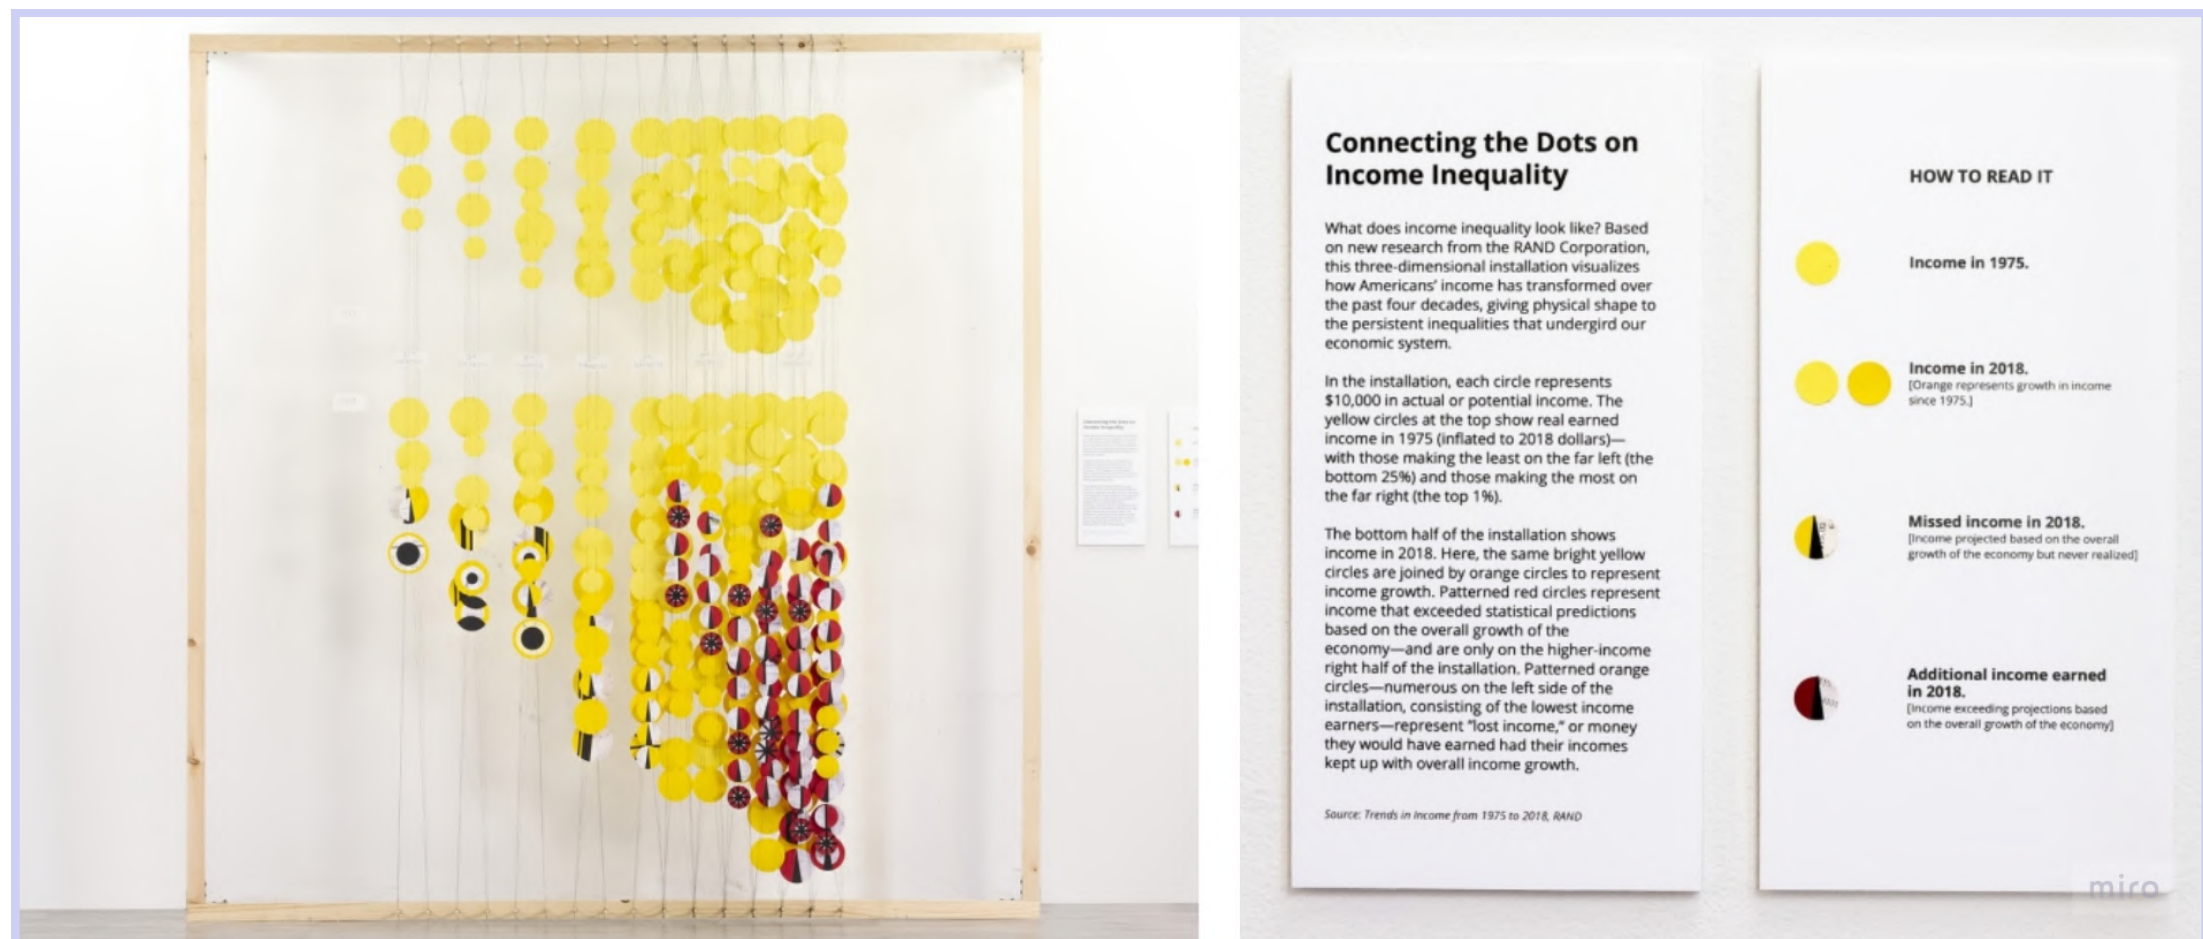 Connecting the Dots on
Income Inequality
What does income inequality look like? Based
on new research from the RAND Corporation,
this three-dimensional installation visualizes
how Americans' income has transformed over
the past four decades, giving physical shape to
the persistent inequalities that undergird our
economic system.
In the installation, each circle represents
$10,000 in actual or potential income. The
yellow circles at the top show real earned
income in 1975 (inflated to 2018 dollars)—
with those making the least on the far left (the
bottom 25%) and those making the most on
the far right (the top 1%).
The bottom half of the installation shows
income in 2018. Here, the same bright yellow
circles are joined by orange circles to represent
income growth. Patterned red circles represent
income that exceeded statistical predictions
based on the overall growth of the
economy—and are only on the higher-income
right half of the installation. Patterned orange
circles—numerous on the left side of the
installation, consisting of the lowest income
earners—represent "lost income," or money
they would have earned had their incomes
kept up with overall income growth.
Source: Trends in Income from 1975 to 2018, RAND
HOW TO READ IT
Income in 1975.
Income in 2018.
[Orange represents growth in income
since 1975.]
Missed income in 2018.
[Income projected based on the overall
growth of the economy but never realized]
Additional income earned
in 2018.
[Income exceeding projections based
on the overall growth of the economy]
miro